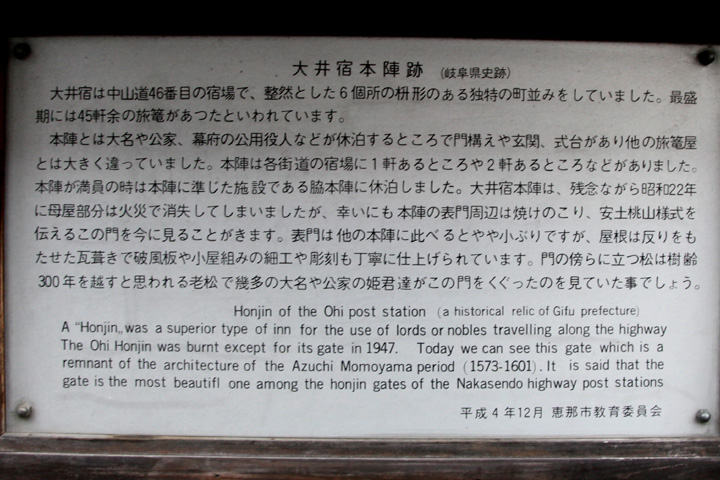 大井宿本陣跡 (岐阜県史跡)
大井宿は中山道46番目の宿場で、整然とした6個所の枡形のある独特の町並みをしていました。最盛
期には45軒余の旅篭があつたといわれています。
本陣とは大名や公家、幕府の公用役人などが休泊するところで門構えや玄関、式台があり他の旅篭屋
とは大きく違っていました。本陣は各街道の宿場に1軒あるところや2軒あるところなどがありました。
本陣が満員の時は本陣に準じた施設である脇本陣に休泊しました。大井宿本陣は、残念ながら昭和22年
に母屋部分は火災で消失してしまいましたが、幸いにも本陣の表門周辺は焼けのこり、安土桃山様式を
伝えるこの門を今に見ることがきます。表門は他の本陣に此べるとやや小ぶりですが、屋根は反りをも
たせた瓦葺きで破風板や小屋組みの細工や彫刻も丁寧に仕上げられています。門の傍らに立つ松は樹齢
300年を越すと思われる老松で幾多の大名や公家の姫君達がこの門をくぐったのを見ていた事でしょう。
Honjin of the Ohi post station (a historical relic of Gifu prefecture)
A “Honjin„ was a superior type of inn for the use of lords or nobles travelling along the highway
The Ohi Honjin was burnt except for its gate in 1947. Today we can see this gate which is a
remnant of the architecture of the Azuchi Momoyama period (1573-1601). It is said that the
gate is the most beautifl one among the honjin gates of the Nakasendo highway post stations
平成4年12月 恵那市教育委員会